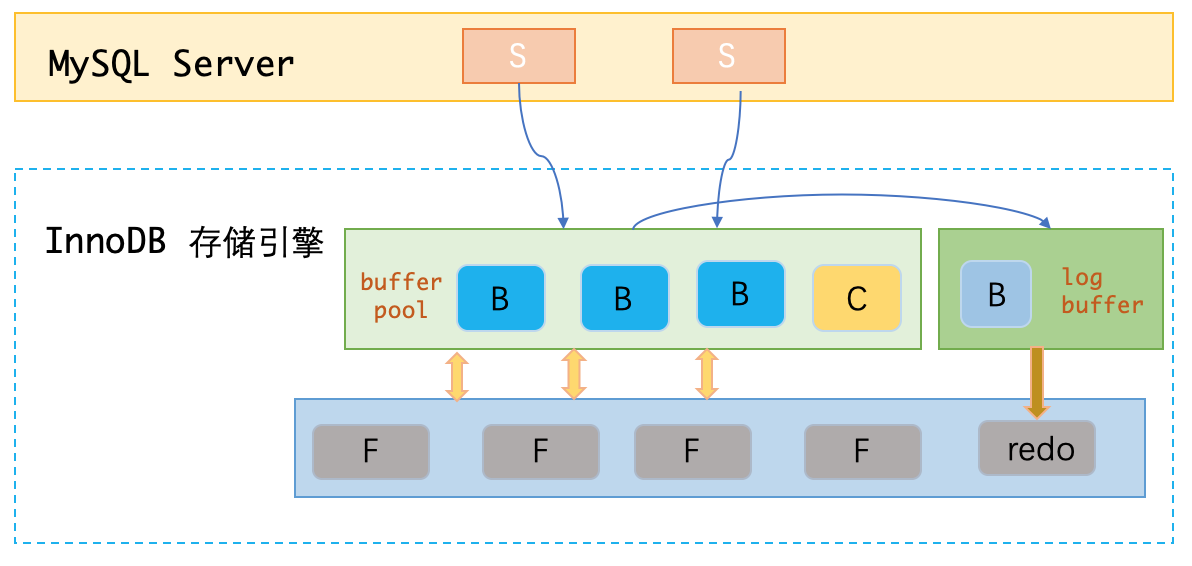 MySQL Server
S
S
InnoDB 存储引擎
buffer
pool
B
B
B
C
B
log
buffer
F
F
F
F
redo